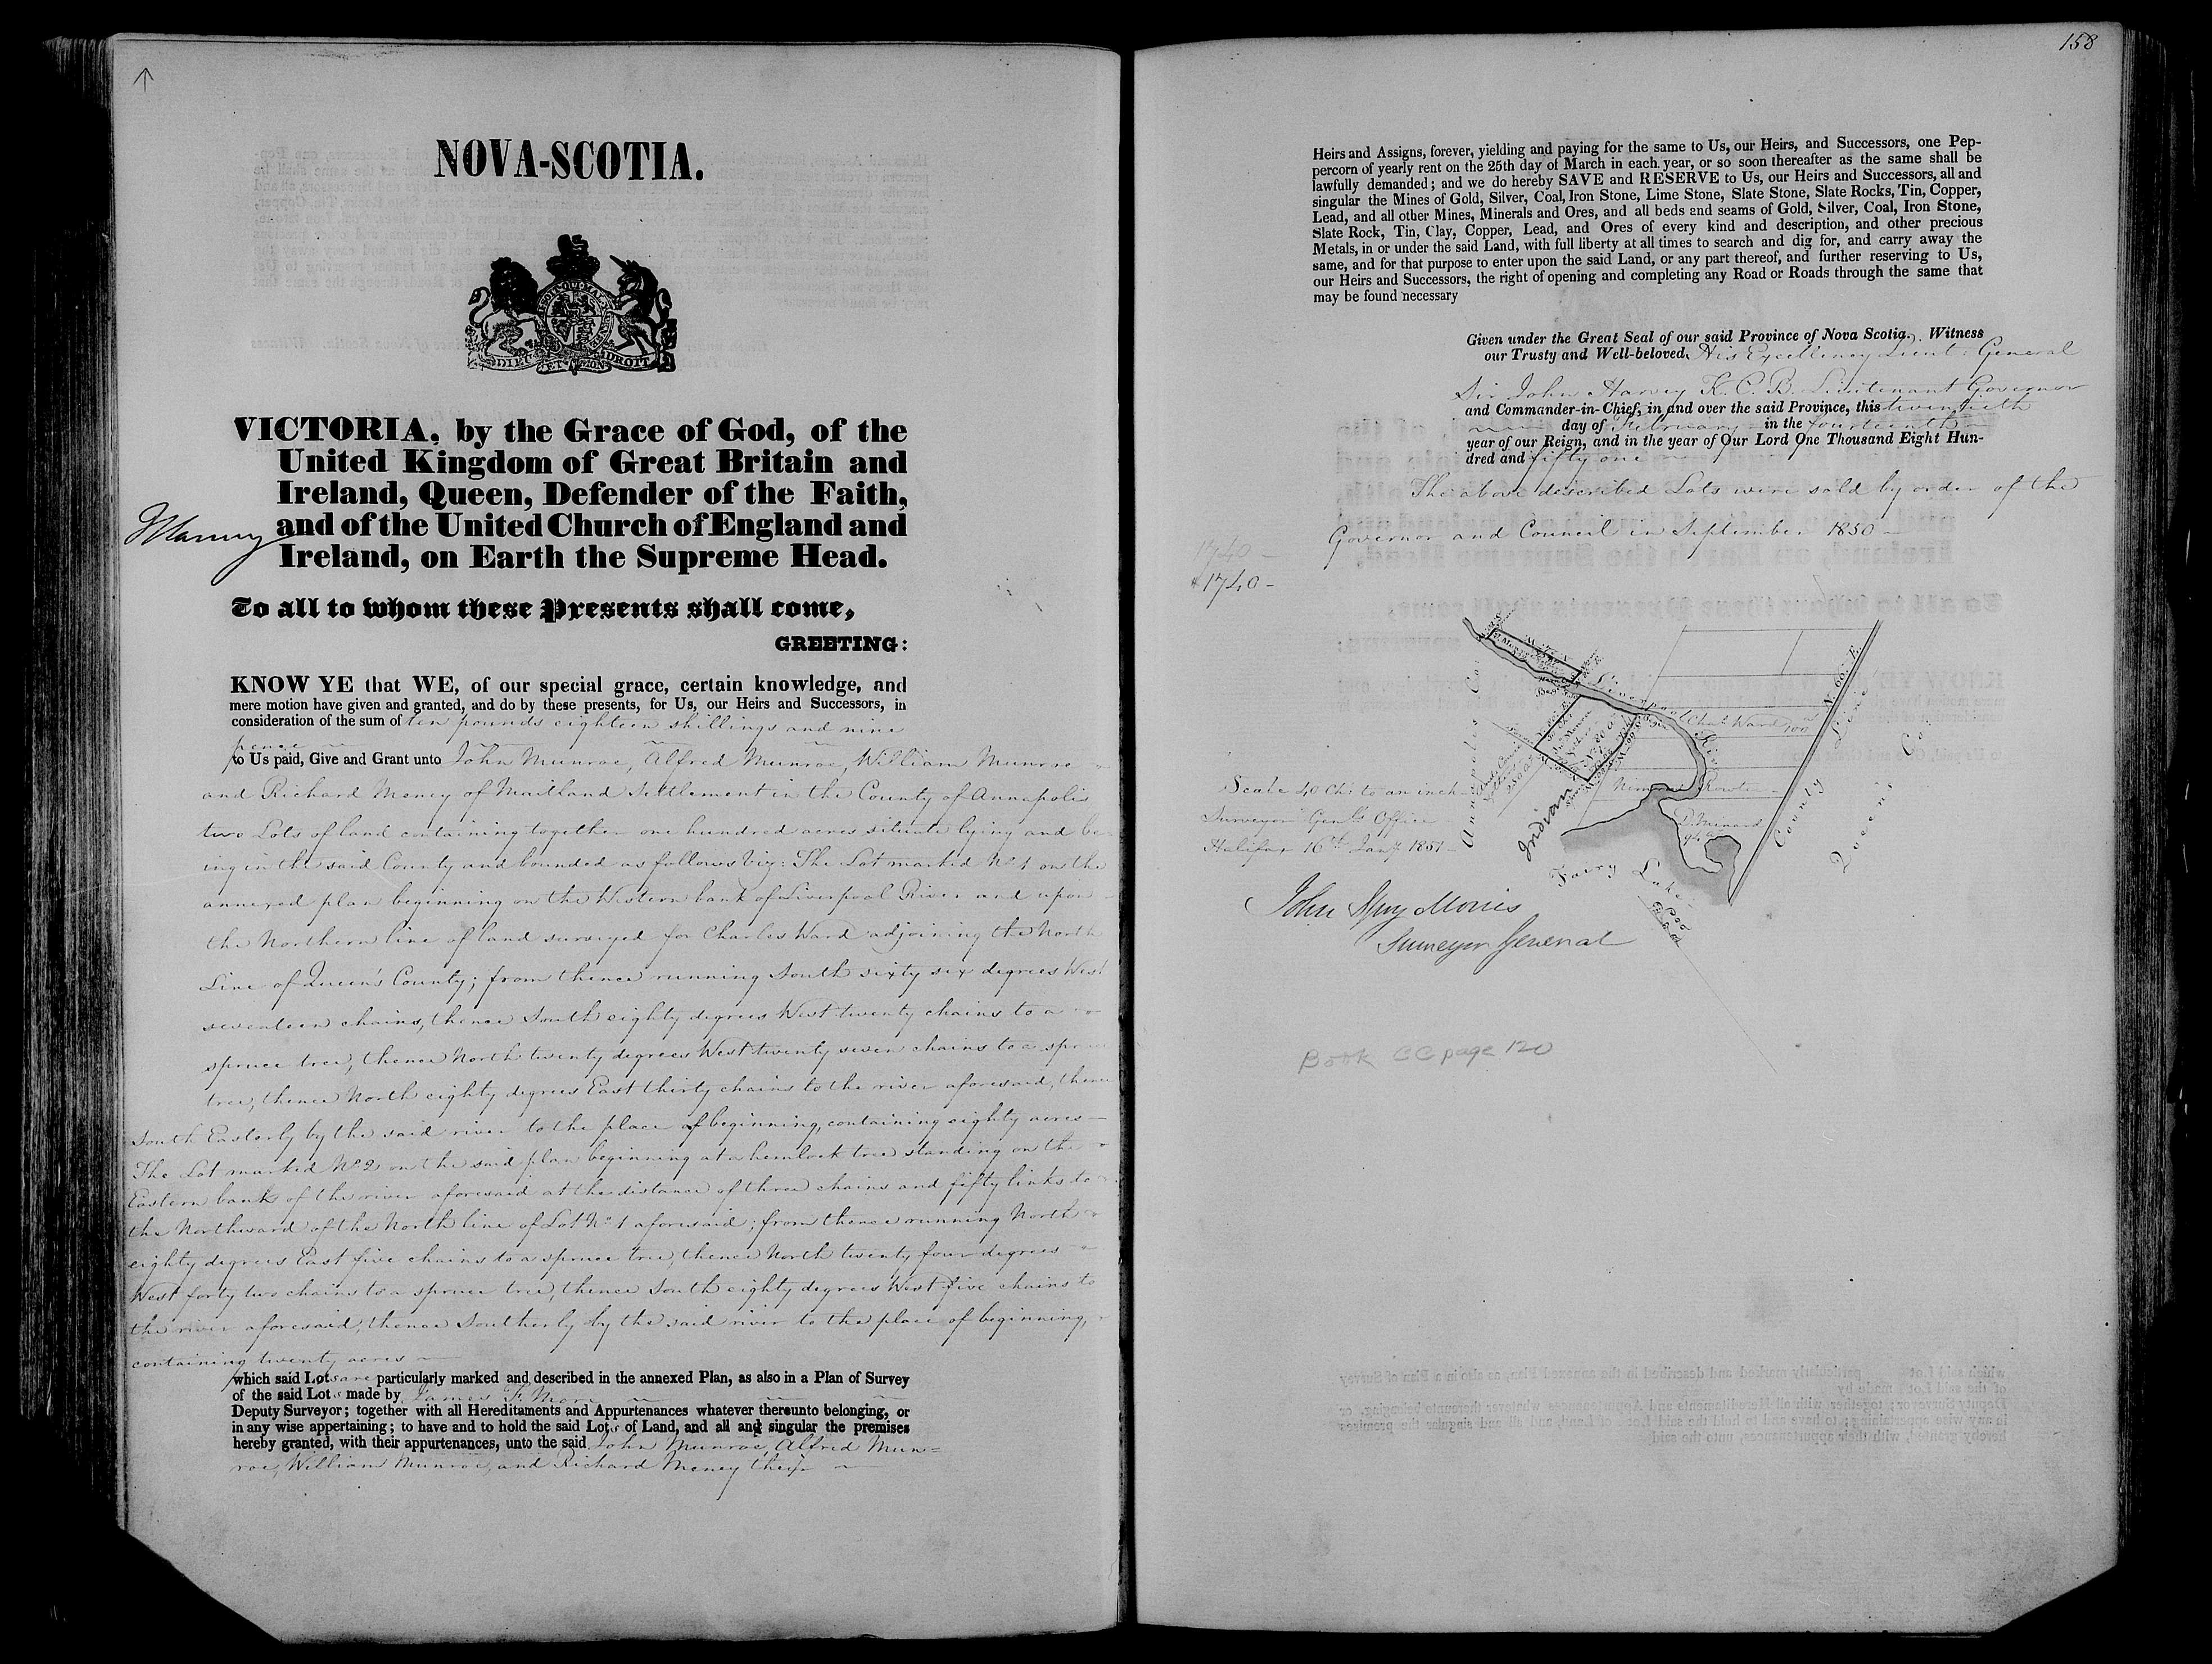 NOVA-SCOTIA.
DIEU ET MON DROIT
VICTORIA, by the Grace of God, of the
United Kingdom of Great Britain and
Ireland, Queen, Defender of the Faith,
and of the United Church of England and
Ireland, on Earth the Supreme Head.
To all to whom these Presents shall come,
GREETING:
KNOW YE that WE, of our special grace, certain knowledge, and
mere motion have given and granted, and do by these presents, for Us, our Heirs and Successors, in
consideration of the sum of ten pounds eighteen shillings and nine
pence
to Us paid, Give and Grant unto John Munroe, Alfred Munroe, William Munroe
and Richard Meney of Maitland Settlement in the County of Annapolis
two Lots of land containing together one hundred acres situate lying and be-
ing in the said County and bounded as follows viz: The Lot marked No 1 on the
annexed plan beginning on the Western bank of Liverpool River and upon
the Northern line of land surveyed for Charles Ward adjoining the North
Line of Queen's County; from thence running South sixty six degrees West
seventeen chains, thence South eighty degrees West twenty chains to a
spruce tree, thence North twenty degrees West twenty seven chains to a spruce
tree, thence North eighty degrees East thirty chains to the river aforesaid, thence
South Easterly by the said river to the place of beginning, containing eighty acres
The Lot marked No 2 on the said plan beginning at a hemlock tree standing on the
Eastern bank of the river aforesaid at the distance of three chains and fifty links to
the Northward of the North line of Lot No 1 aforesaid; from thence running North
eighty degrees East five chains to a spruce tree, thence North twenty four degrees
West forty two chains to a spruce tree, thence South eighty degrees West five chains to
the river aforesaid, thence Southerly by the said river to the place of beginning,
containing twenty acres
which said Lots are particularly marked and described in the annexed Plan, as also in a Plan of Survey
of the said Lots made by James F. More
Deputy Surveyor; together with all Hereditaments and Appurtenances whatever thereunto belonging, or
in any wise appertaining; to have and to hold the said Lots of Land, and all and singular the premises
hereby granted, with their appurtenances, unto the said John Munroe, Alfred Mun=
roe, William Munroe, and Richard Meney their
158
Heirs and Assigns, forever, yielding and paying for the same to Us, our Heirs, and Successors, one Pep-
percorn of yearly rent on the 25th day of March in each year, or so soon thereafter as the same shall be
lawfully demanded; and we do hereby SAVE and RESERVE to Us, our Heirs and Successors, all and
singular the Mines of Gold, Silver, Coal, Iron Stone, Lime Stone, Slate Stone, Slate Rocks, Tin, Copper,
Lead, and all other Mines, Minerals and Ores, and all beds and seams of Gold, Silver, Coal, Iron Stone,
Slate Rock, Tin, Clay, Copper, Lead, and Ores of every kind and description, and other precious
Metals, in or under the said Land, with full liberty at all times to search and dig for, and carry away the
same, and for that purpose to enter upon the said Land, or any part thereof, and further reserving to Us,
our Heirs and Successors, the right of opening and completing any Road or Roads through the same that
may be found necessary
Given under the Great Seal of our said Province of Nova Scotia. Witness
our Trusty and Well-beloved His Excellency Lieut: General
Sir John Harvey K.C.B. Lieutenant Governor
and Commander-in-Chief, in and over the said Province, this twentieth
day of February in the fourteenth
year of our Reign, and in the year of Our Lord One Thousand Eight Hun-
dred and fifty one
The above described Lots were sold by order of the
Governor and Council in September 1850
1740
1740
Annapolis Co:
Liverpool River
Chas Ward
100
N. 66 E.
County Line
Queens Co.
Indian
D. Minard
Fairy Lake
Scale 40 Ch: to an inch
Surveyor Genls Office
Halifax 16th Jany 1851
John Spry Morris
Surveyor General
Book CC page 120